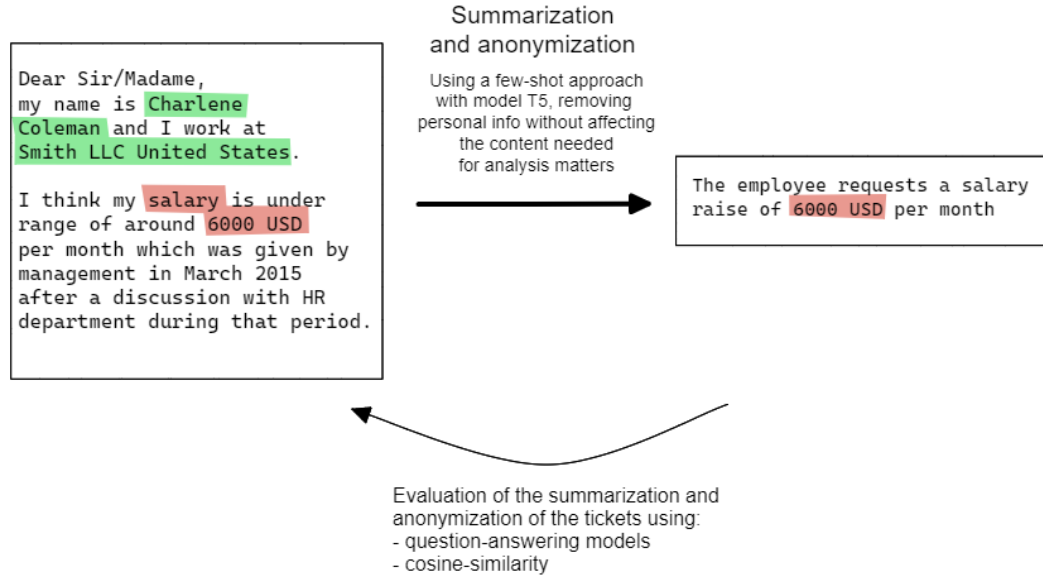 Summarization
and anonymization
Using a few-shot approach
with model T5, removing
personal info without affecting
the content needed
for analysis matters
Dear Sir/Madame,
my name is Charlene
Coleman and I work at
Smith LLC United States.
I think my salary is under
range of around 6000 USD
per month which was given by
management in March 2015
after a discussion with HR
department during that period.
The employee requests a salary
raise of 6000 USD per month
Evaluation of the summarization and
anonymization of the tickets using:
- question-answering models
- cosine-similarity